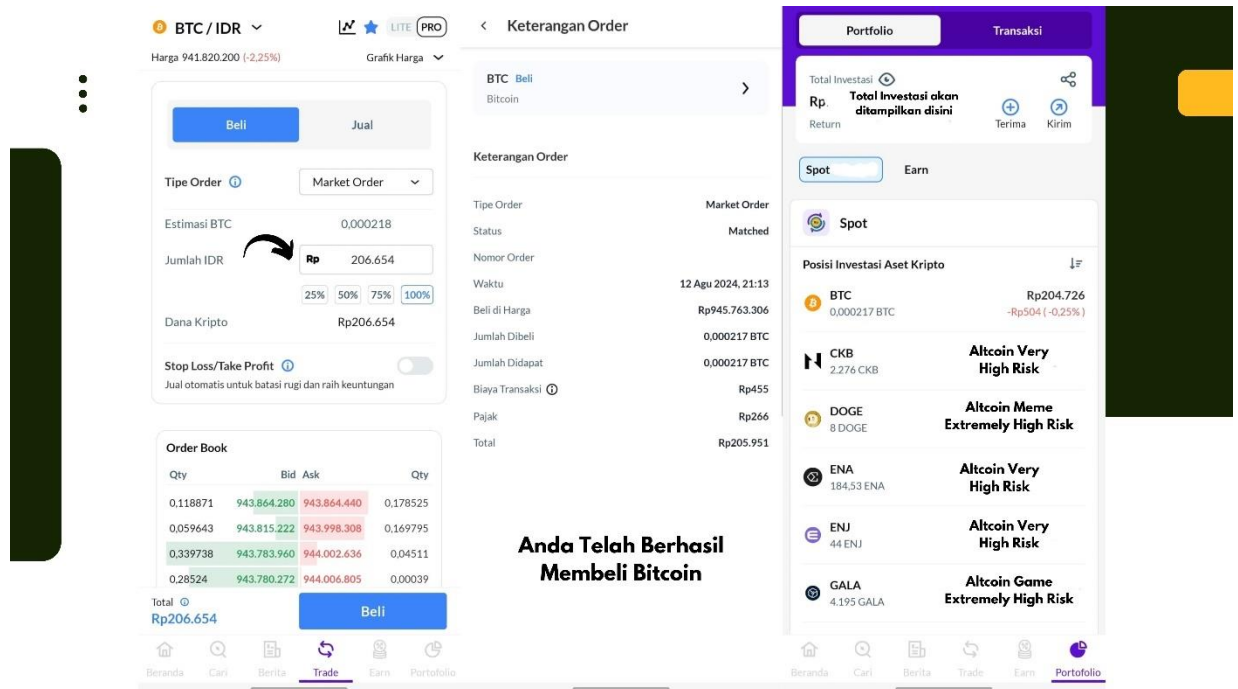 BTC / IDR
LITE PRO
Harga 941.820.200 (-2,25%) Grafik Harga
Beli Jual
Tipe Order Market Order
Estimasi BTC 0,000218
Jumlah IDR Rp 206.654
25% 50% 75% 100%
Dana Kripto Rp206.654
Stop Loss/Take Profit
Jual otomatis untuk batasi rugi dan raih keuntungan
Order Book
Qty Bid Ask Qty
0,118871 943.864.280 943.864.440 0,178525
0,059643 943.815.222 943.998.308 0,169795
0,339738 943.783.960 944.002.636 0,04511
0,28524 943.780.272 944.006.805 0,00039
Total
Rp206.654
Beli
Beranda Cari Berita Trade Earn Portofolio
Keterangan Order
BTC Beli
Bitcoin
Keterangan Order
Tipe Order Market Order
Status Matched
Nomor Order
Waktu 12 Agu 2024, 21:13
Beli di Harga Rp945.763.306
Jumlah Dibeli 0,000217 BTC
Jumlah Didapat 0,000217 BTC
Biaya Transaksi Rp455
Pajak Rp266
Total Rp205.951
Anda Telah Berhasil
Membeli Bitcoin
Portfolio Transaksi
Total Investasi
Rp. Total Investasi akan
ditampilkan disini
Return Terima Kirim
Spot Earn
Spot
Posisi Investasi Aset Kripto
BTC Rp204.726
0,000217 BTC -Rp504 (-0,25%)
CKB Altcoin Very
2.276 CKB High Risk
DOGE Altcoin Meme
8 DOGE Extremely High Risk
ENA Altcoin Very
184,53 ENA High Risk
ENJ Altcoin Very
44 ENJ High Risk
GALA Altcoin Game
4.195 GALA Extremely High Risk
Beranda Cari Berita Trade Earn Portofolio